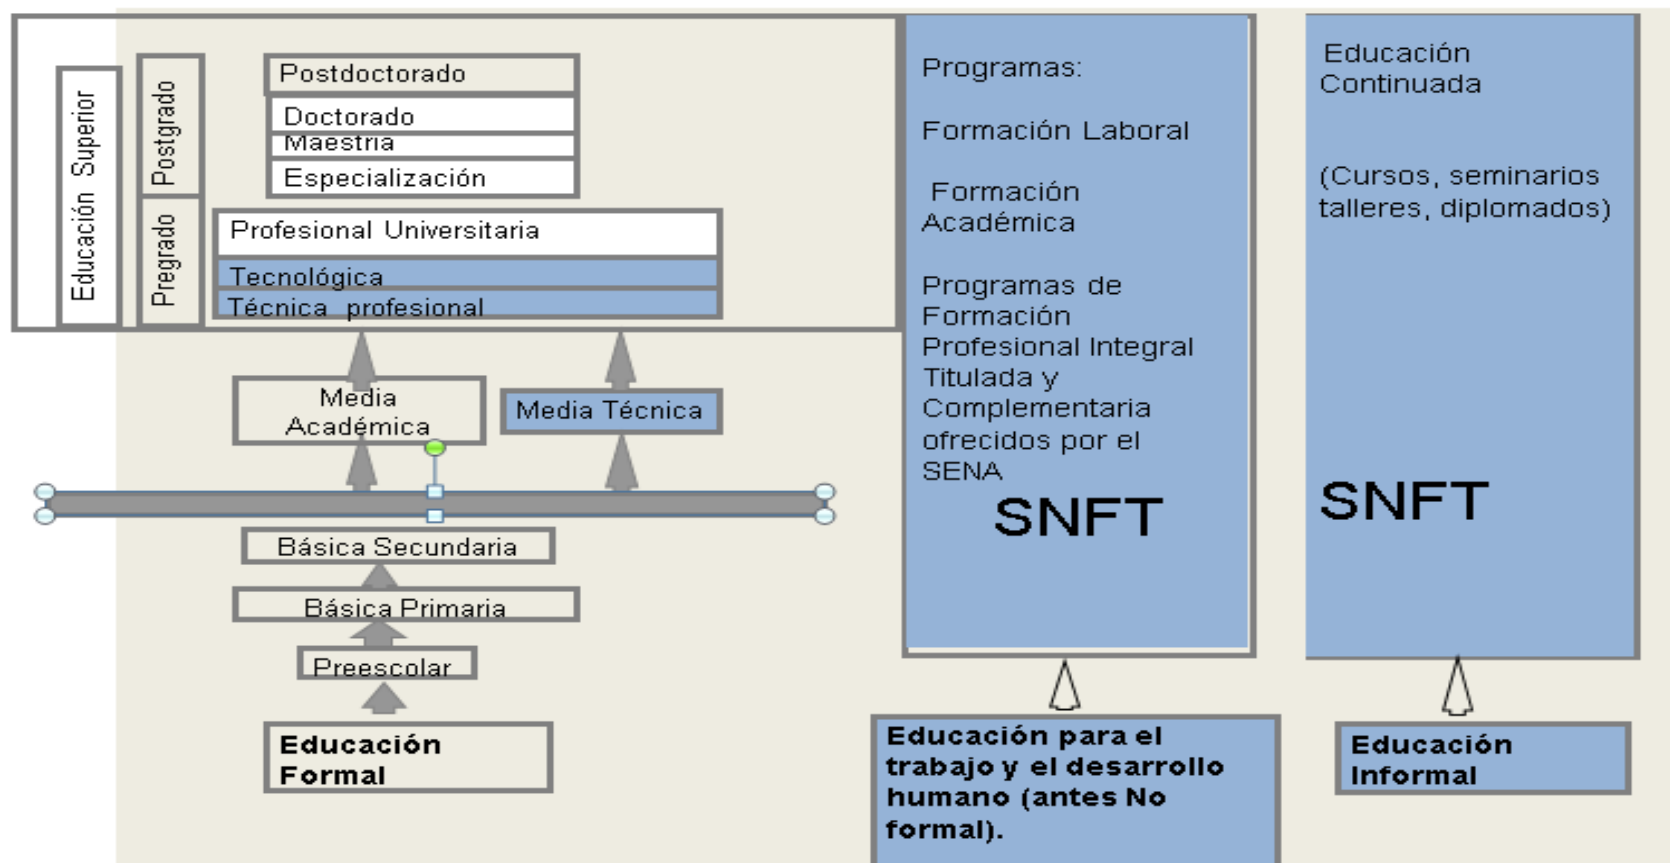 Educación Superior
Postgrado
Pregrado
Postdoctorado
Doctorado
Maestria
Especialización
Profesional Universitaria
Tecnológica
Técnica profesional
Media
Académica
Media Técnica
Básica Secundaria
Básica Primaria
Preescolar
Educación
Formal
Programas:
Formación Laboral
Formación
Académica
Programas de
Formación
Profesional Integral
Titulada y
Complementaria
ofrecidos por el
SENA
SNFT
Educación para el
trabajo y el desarrollo
humano (antes No
formal).
Educación
Continuada
(Cursos, seminarios
talleres, diplomados)
SNFT
Educación
Informal